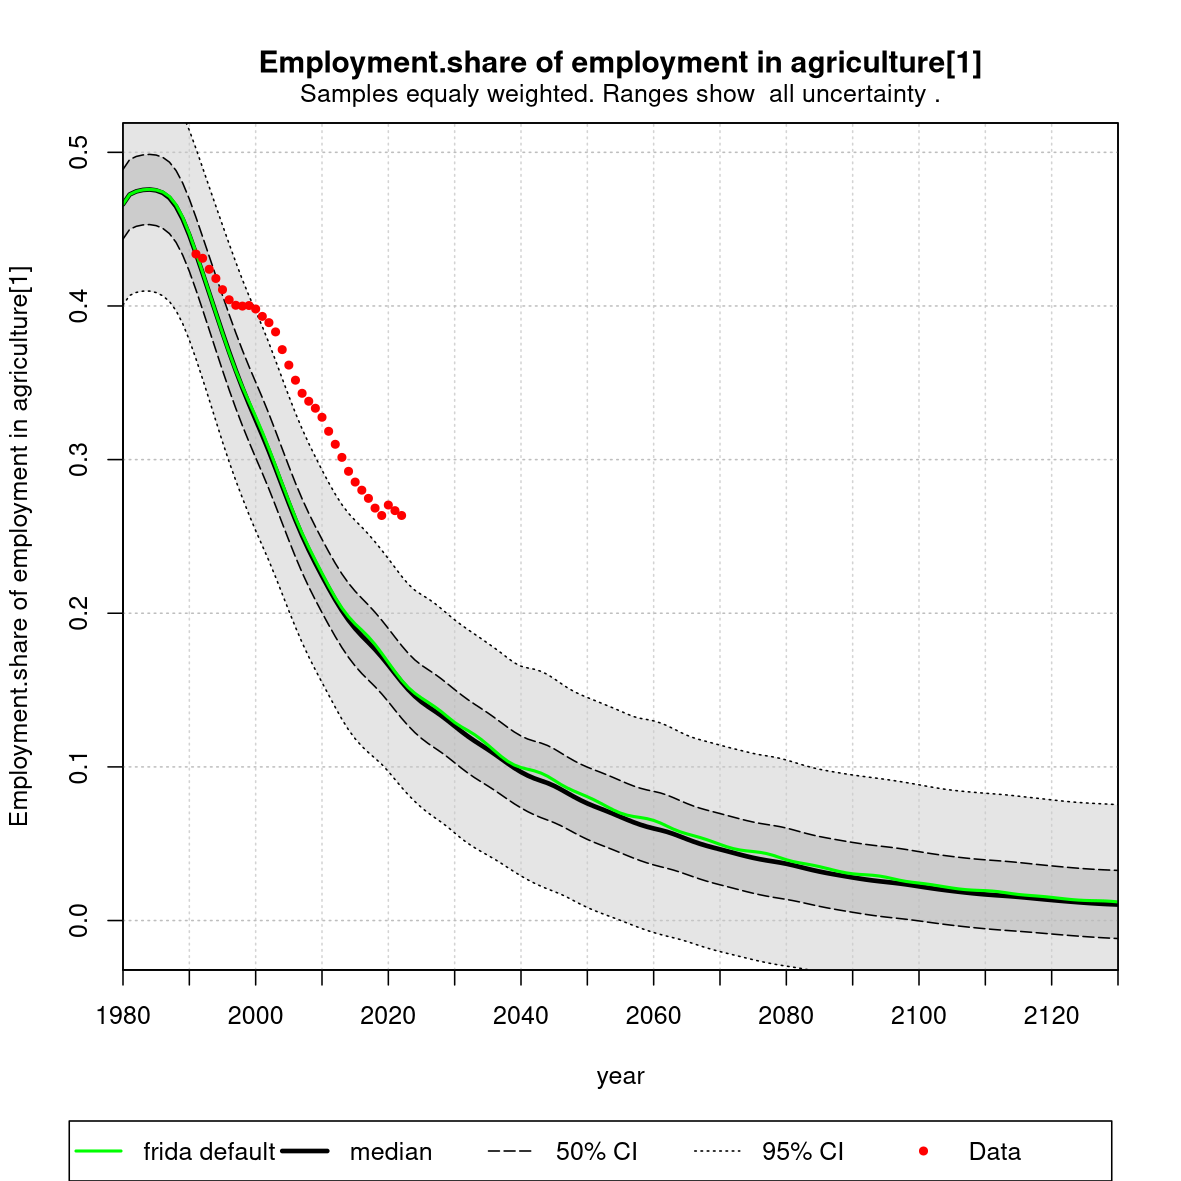 Employment.share of employment in agriculture[1]
Samples equaly weighted. Ranges show  all uncertainty .
Employment.share of employment in agriculture[1]
0.5
0.4
0.3
0.2
0.1
0.0
1980 2000 2020 2040 2060 2080 2100 2120
year
frida default median 50% CI 95% CI Data